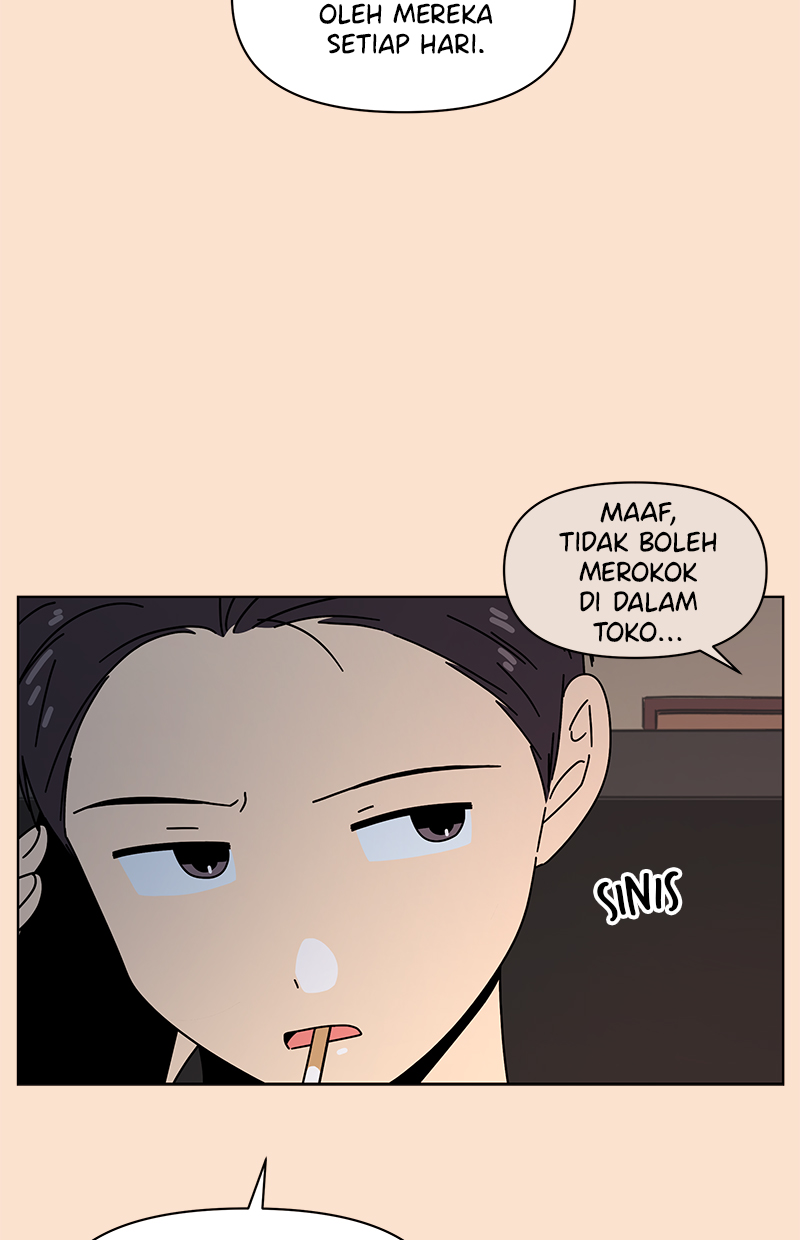 OLEH MEREKA
SETIAP HARI.
MAAF,
TIDAK BOLEH
MEROKOK
DI DALAM
TOKO...
SINIS